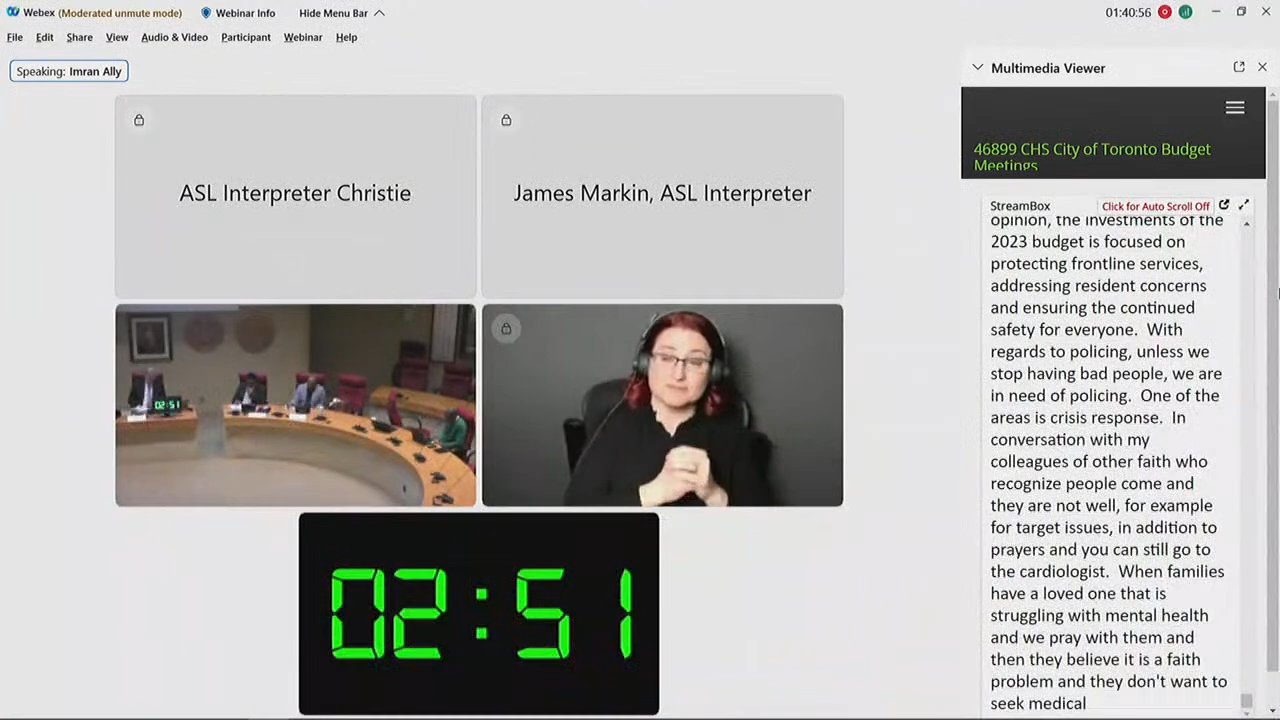 Webex (Moderated unmute mode) Webinar Info Hide Menu Bar 01:40:56
File Edit Share View Audio & Video Participant Webinar Help
Speaking: Imran Ally
ASL Interpreter Christie
James Markin, ASL Interpreter
02:51
02:51
Multimedia Viewer
46899 CHS City of Toronto Budget
Meetings
StreamBox Click for Auto Scroll Off
opinion, the investments of the
2023 budget is focused on
protecting frontline services,
addressing resident concerns
and ensuring the continued
safety for everyone. With
regards to policing, unless we
stop having bad people, we are
in need of policing. One of the
areas is crisis response. In
conversation with my
colleagues of other faith who
recognize people come and
they are not well, for example
for target issues, in addition to
prayers and you can still go to
the cardiologist. When families
have a loved one that is
struggling with mental health
and we pray with them and
then they believe it is a faith
problem and they don't want to
seek medical